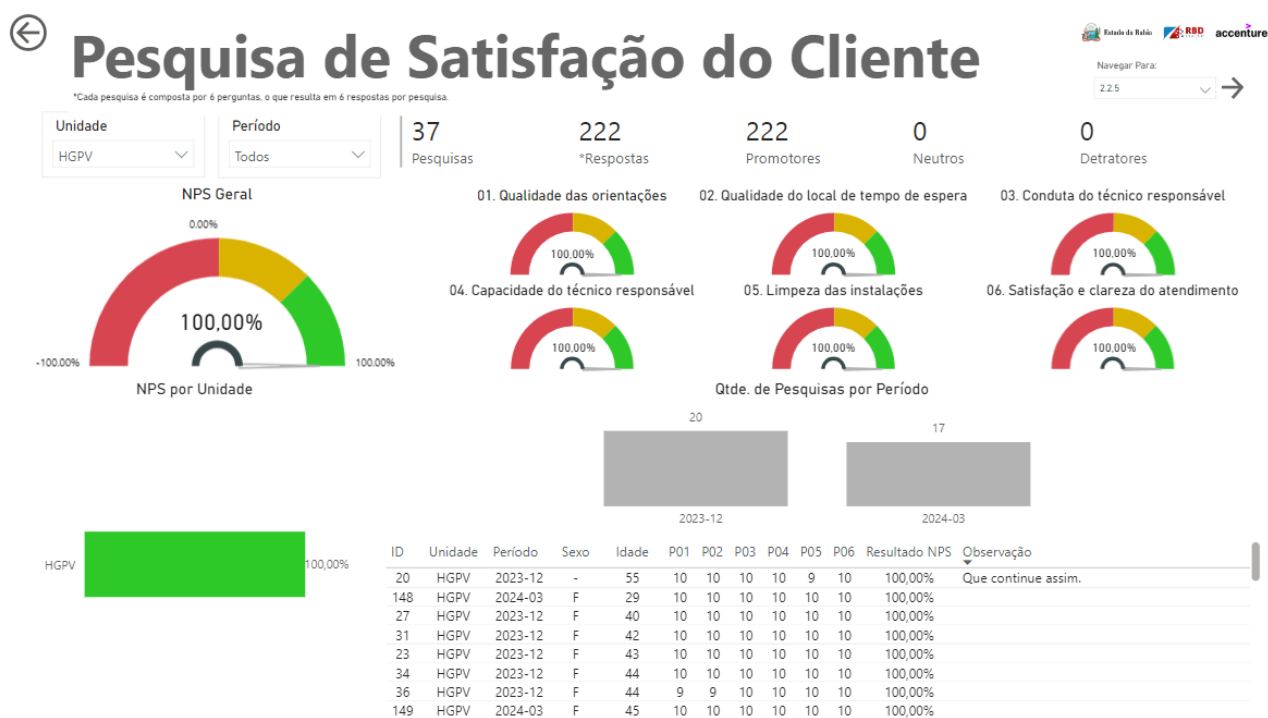 Pesquisa de Satisfação do Cliente
Estado da Bahia
RBD
accenture
Navegar Para:
2.2.5
*Cada pesquisa é composta por 6 perguntas, o que resulta em 6 respostas por pesquisa.
Unidade
HGPV
Período
Todos
37
Pesquisas
222
*Respostas
222
Promotores
0
Neutros
0
Detratores
NPS Geral
0.00%
100,00%
-100.00%
100.00%
01. Qualidade das orientações
100,00%
02. Qualidade do local de tempo de espera
100,00%
03. Conduta do técnico responsável
100,00%
04. Capacidade do técnico responsável
100,00%
05. Limpeza das instalações
100,00%
06. Satisfação e clareza do atendimento
100,00%
NPS por Unidade
HGPV
100,00%
Qtde. de Pesquisas por Período
20
17
2023-12
2024-03
ID Unidade Período Sexo Idade P01 P02 P03 P04 P05 P06 Resultado NPS Observação
20 HGPV 2023-12 - 55 10 10 10 10 9 10 100,00% Que continue assim.
148 HGPV 2024-03 F 29 10 10 10 10 10 10 100,00%
27 HGPV 2023-12 F 40 10 10 10 10 10 10 100,00%
31 HGPV 2023-12 F 42 10 10 10 10 10 10 100,00%
23 HGPV 2023-12 F 43 10 10 10 10 10 10 100,00%
34 HGPV 2023-12 F 44 10 10 10 10 10 10 100,00%
36 HGPV 2023-12 F 44 9 9 10 10 10 10 100,00%
149 HGPV 2024-03 F 45 10 10 10 10 10 10 100,00%